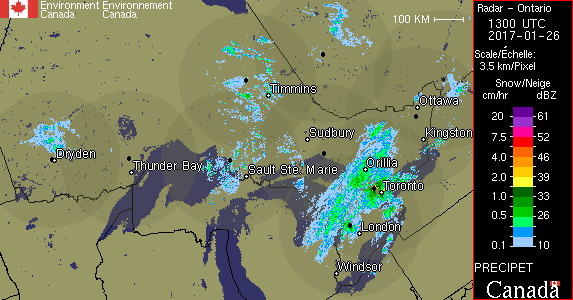 Environment Environnement
Canada Canada
100 KM
Timmins
Ottawa
Sudbury
Kingston
Dryden
Thunder Bay
Sault Ste. Marie
Orillia
Toronto
London
Windsor
Radar - Ontario
1300 UTC
2017-01-26
Scale/Échelle:
3.5 km/Pixel
Snow/Neige
cm/hr dBZ
20 61
7.5 52
4.0 46
2.0 39
1.0 33
0.5 26
0.1 10
PRECIPET
Canada